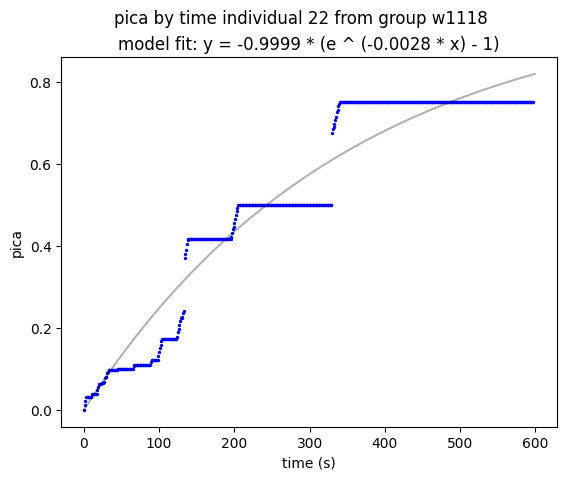 pica by time individual 22 from group w1118
model fit: y = -0.9999 * (e ^ (-0.0028 * x) - 1)
0.8
0.6
0.4
0.2
0.0
pica
0 100 200 300 400 500 600
time (s)